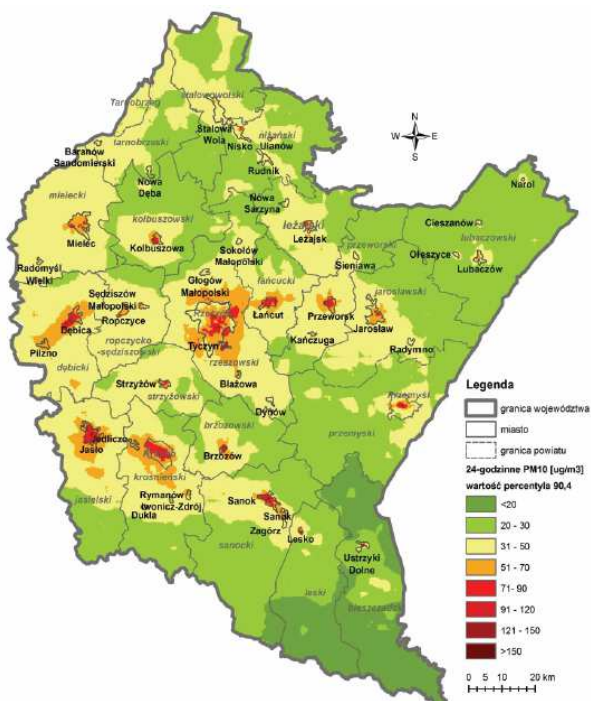 Tarnobrzeg
stalowowolski
tarnobrzeski
Stalowa
Wola
niżański
Ulanów
Nisko
Baranów
Sandomierski
Rudnik
N
W E
S
Nowa
Dęba
Nowa
Sarzyna
Narol
mielecki
kolbuszowski
leżajski
Cieszanów
lubaczowski
Mielec
Kolbuszowa
Leżajsk
przeworski
Oleszyce
Lubaczów
Sokołów
Małopolski
Sieniawa
Radomyśl
Wielki
łańcucki
Głogów
Małopolski
jarosławski
Sędziszów
Małopolski
Ropczyce
Dębica
Łańcut
Przeworsk
Jarosław
Tyczyn
Pilzno
ropczycko
-sędziszowski
Kańczuga
Radymno
rzeszowski
dębicki
Strzyżów
Błażowa
strzyżowski
Dynów
Przemyśl
brzozowski
przemyski
Jedlicze
Jasło
Krosno
Brzozów
krośnieński
jasielski
Rymanów
Iwonicz-Zdrój
Dukla
Sanok
Sanok
Zagórz
Lesko
sanocki
Ustrzyki
Dolne
leski
bieszczadzki
Legenda
granica województwa
miasto
granica powiatu
24-godzinne PM10 [ug/m3]
wartość percentyla 90,4
<20
20 - 30
31 - 50
51 - 70
71 - 90
91 - 120
121 - 150
>150
0 5 10 20 km